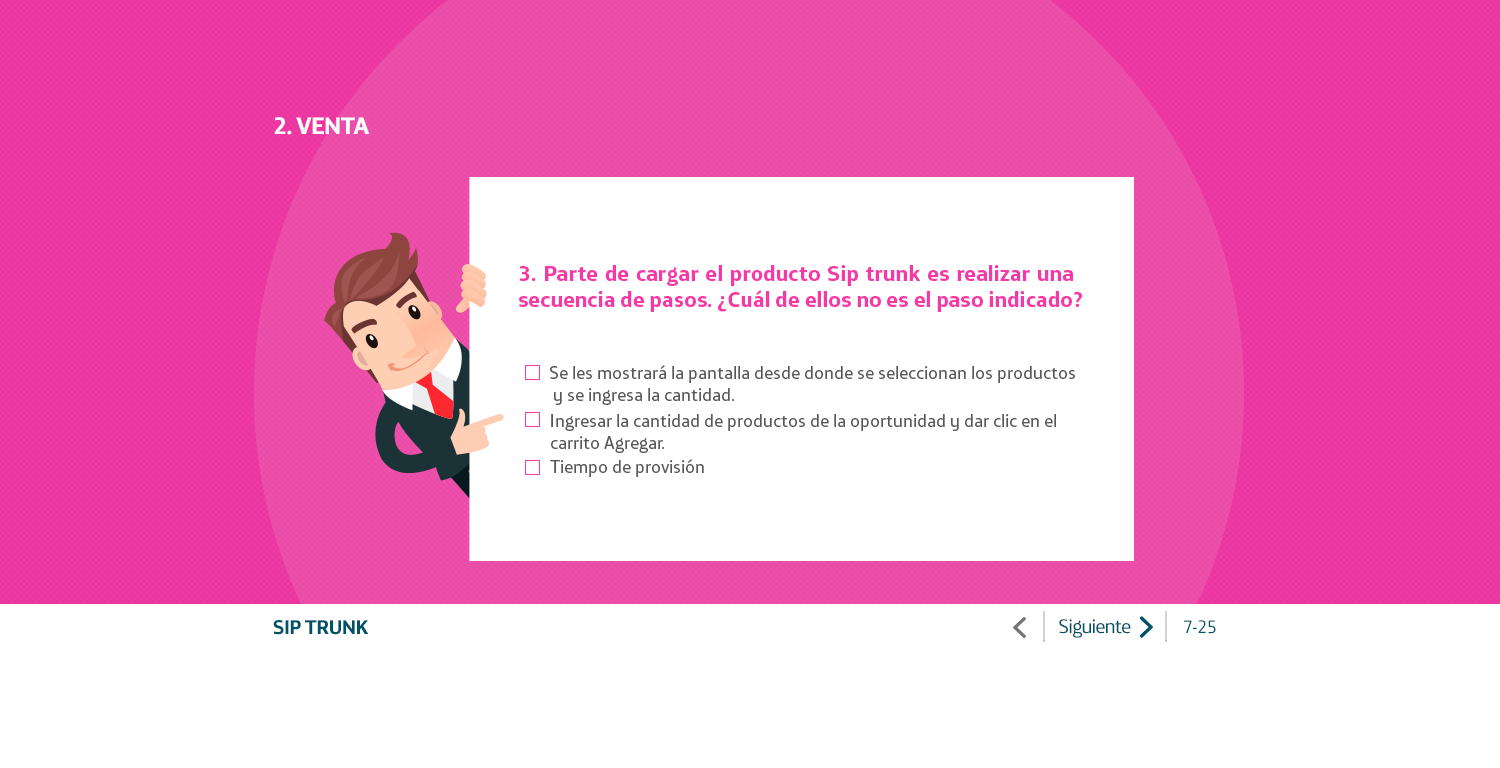 2. VENTA
3. Parte de cargar el producto Sip trunk es realizar una
secuencia de pasos. ¿Cuál de ellos no es el paso indicado?
Se les mostrará la pantalla desde donde se seleccionan los productos
y se ingresa la cantidad.
Ingresar la cantidad de productos de la oportunidad y dar clic en el
carrito Agregar.
Tiempo de provisión
SIP TRUNK
Siguiente
7-25